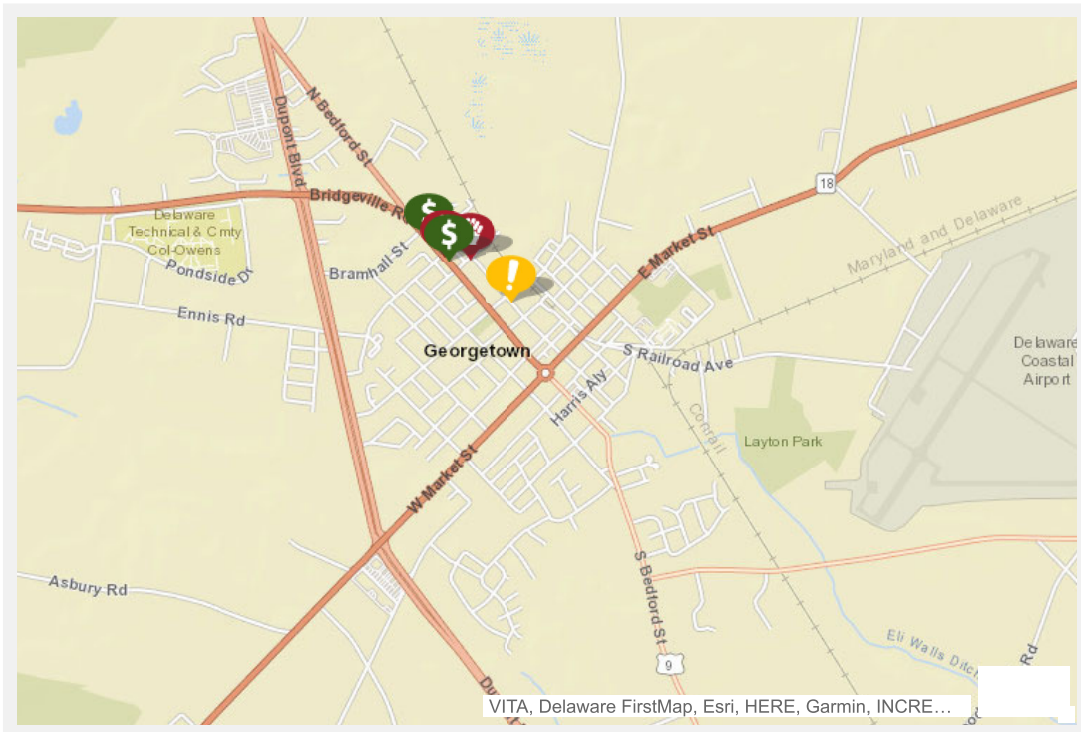 N Bedford St
Dupont Blvd
18
Bridgeville R
$
$
!
Delaware
Technical & Cmty
Col-Owens
Pondside Dr
Bramhall St
E Market St
Maryland and Delaware
Ennis Rd
Georgetown
S Railroad Ave
Delaware
Coastal
Airport
Harris Aly
Conrail
Layton Park
W Market St
Asbury Rd
S Bedford St
Eli Walls Ditch
Rd
9
VITA, Delaware FirstMap, Esri, HERE, Garmin, INCRE…